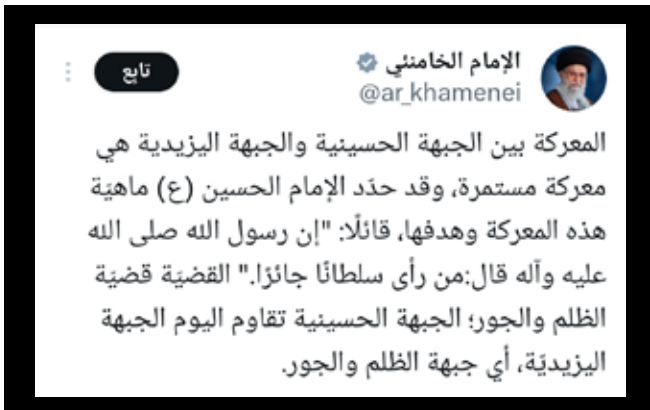 الإمام الخامنئي
تابع
@ar_khamenei
المعركة بين الجبهة الحسينية والجبهة اليزيدية هي
معركة مستمرة، وقد حدّد الإمام الحسين (ع) ماهيّة
هذه المعركة وهدفها، قائلًا: "إن رسول الله صلى الله
عليه وآله قال:من رأى سلطانًا جائرًا." القضيّة قضيّة
الظلم والجور؛ الجبهة الحسينية تقاوم اليوم الجبهة
اليزيديّة، أي جبهة الظلم والجور.